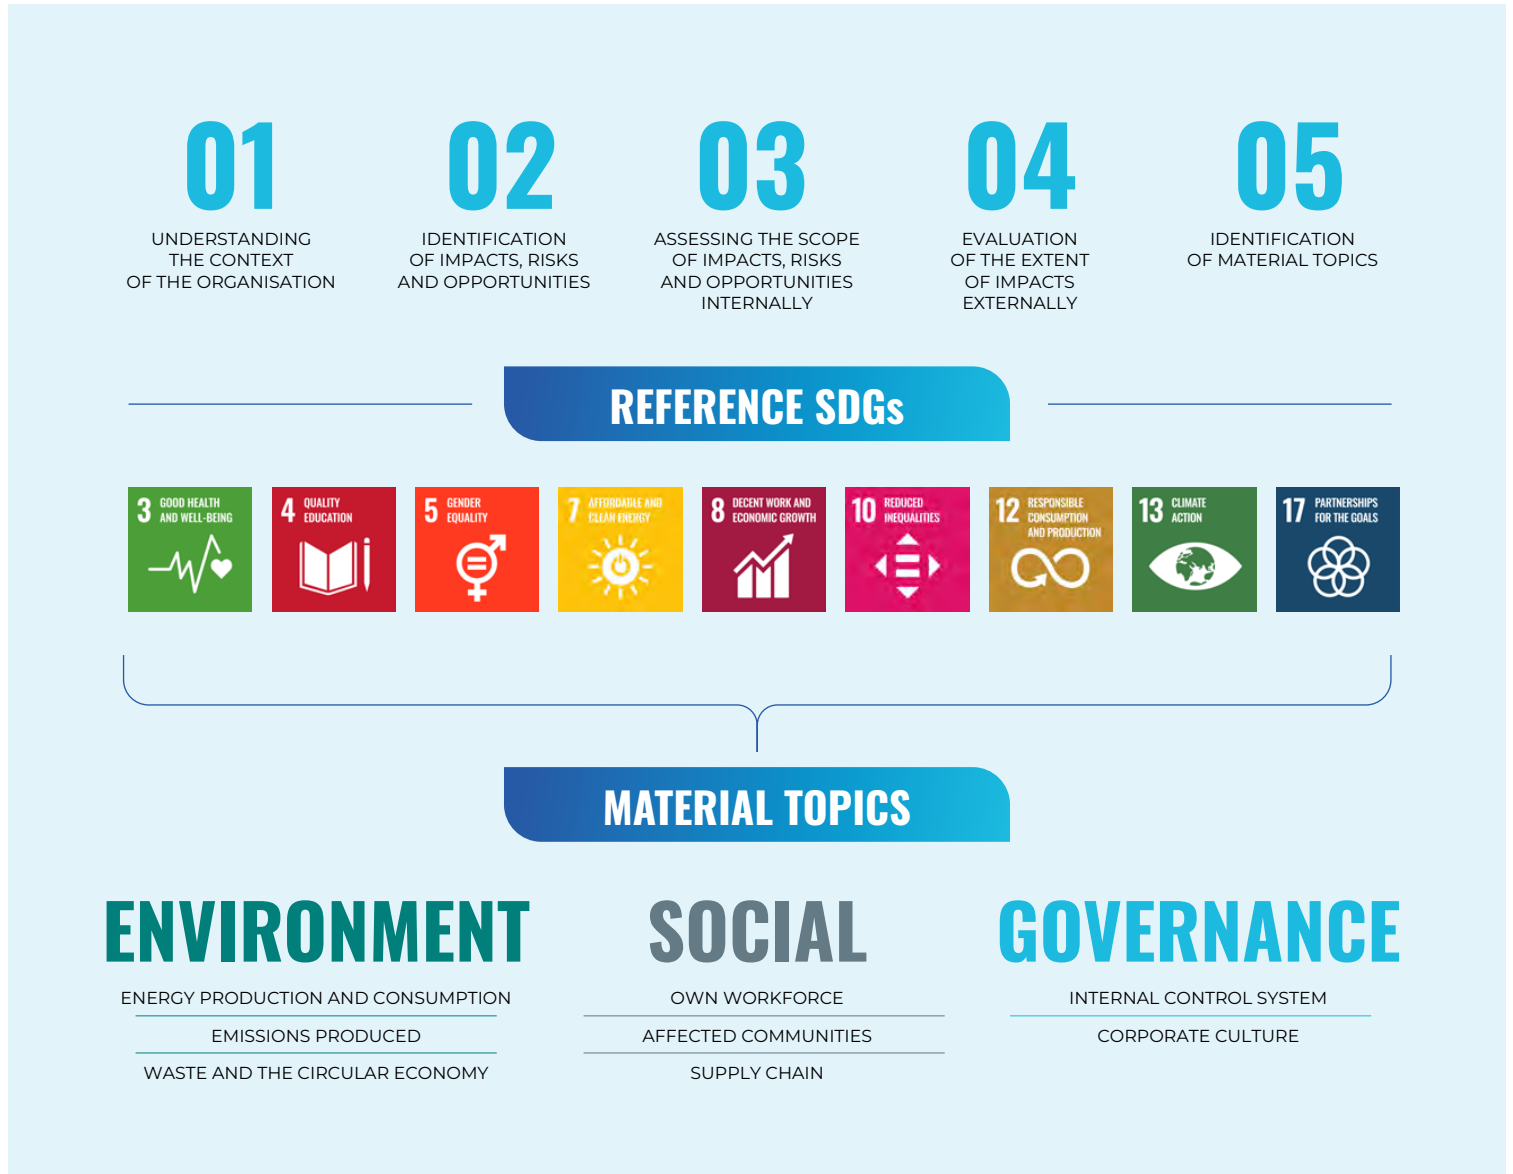 01
UNDERSTANDING
THE CONTEXT
OF THE ORGANISATION
02
IDENTIFICATION
OF IMPACTS, RISKS
AND OPPORTUNITIES
03
ASSESSING THE SCOPE
OF IMPACTS, RISKS
AND OPPORTUNITIES
INTERNALLY
04
EVALUATION
OF THE EXTENT
OF IMPACTS
EXTERNALLY
05
IDENTIFICATION
OF MATERIAL TOPICS
REFERENCE SDGs
3 GOOD HEALTH
AND WELL-BEING
4 QUALITY
EDUCATION
5 GENDER
EQUALITY
7 AFFORDABLE AND
CLEAN ENERGY
8 DECENT WORK AND
ECONOMIC GROWTH
10 REDUCED
INEQUALITIES
12 RESPONSIBLE
CONSUMPTION
AND PRODUCTION
13 CLIMATE
ACTION
17 PARTNERSHIPS
FOR THE GOALS
MATERIAL TOPICS
ENVIRONMENT
ENERGY PRODUCTION AND CONSUMPTION
EMISSIONS PRODUCED
WASTE AND THE CIRCULAR ECONOMY
SOCIAL
OWN WORKFORCE
AFFECTED COMMUNITIES
SUPPLY CHAIN
GOVERNANCE
INTERNAL CONTROL SYSTEM
CORPORATE CULTURE